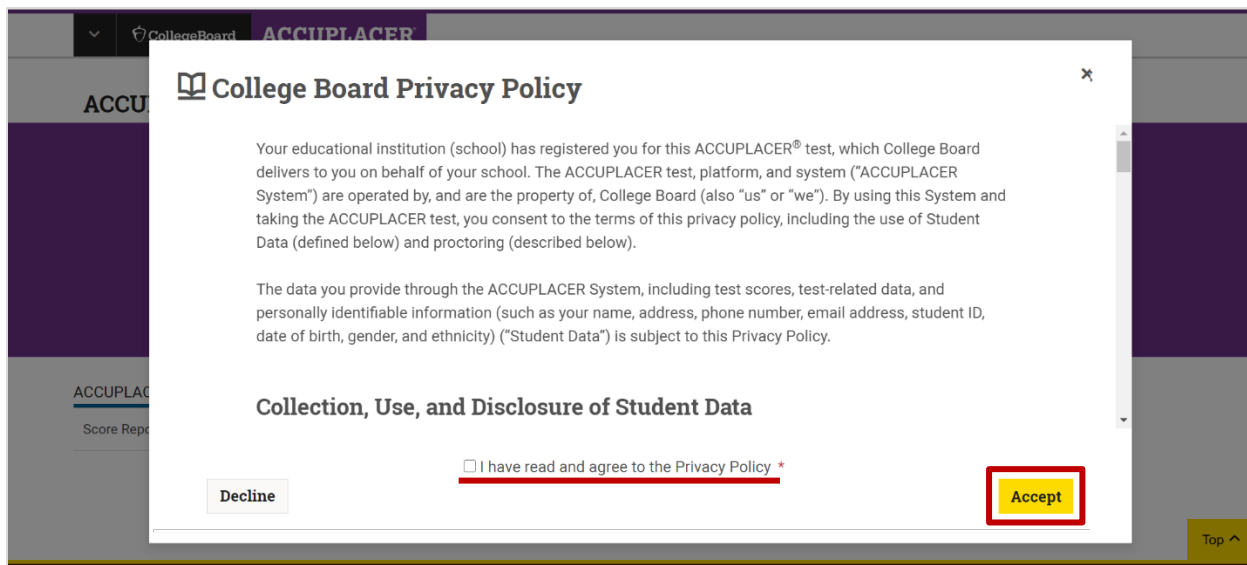 CollegeBoard ACCUPLACER
College Board Privacy Policy
ACCU
Your educational institution (school) has registered you for this ACCUPLACER® test, which College Board
delivers to you on behalf of your school. The ACCUPLACER test, platform, and system (“ACCUPLACER
System”) are operated by, and are the property of, College Board (also “us” or “we”). By using this System and
taking the ACCUPLACER test, you consent to the terms of this privacy policy, including the use of Student
Data (defined below) and proctoring (described below).
The data you provide through the ACCUPLACER System, including test scores, test-related data, and
personally identifiable information (such as your name, address, phone number, email address, student ID,
date of birth, gender, and ethnicity) (“Student Data”) is subject to this Privacy Policy.
ACCUPLAC
Collection, Use, and Disclosure of Student Data
Score Repo
I have read and agree to the Privacy Policy *
Decline
Accept
Top